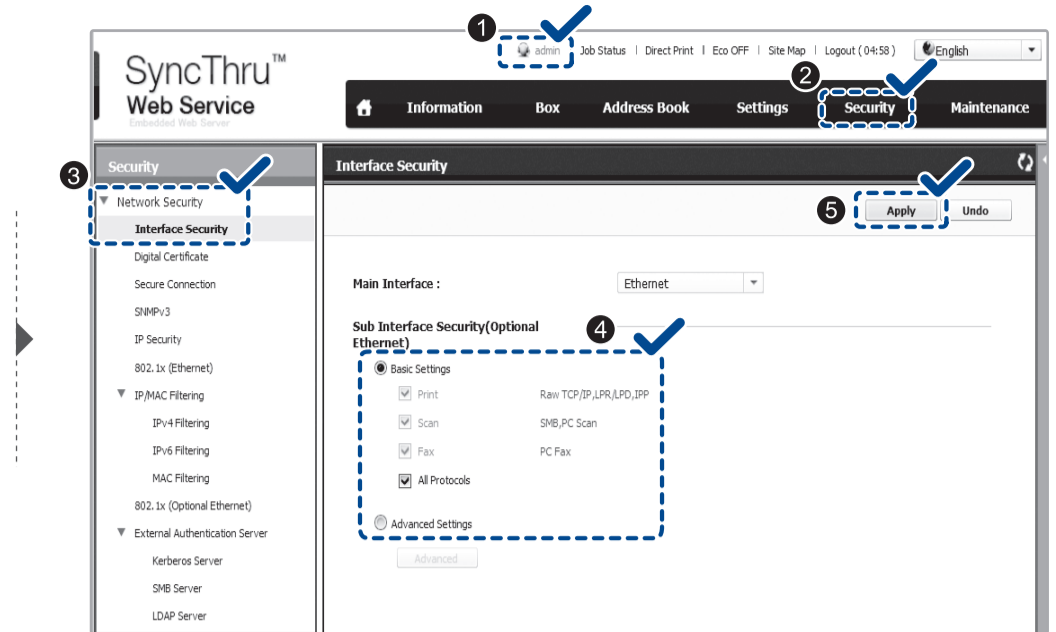 1
admin Job Status | Direct Print | Eco OFF | Site Map | Logout ( 04:58 ) English
SyncThru™
Web Service
Embedded Web Server
2
Information Box Address Book Settings Security Maintenance
3
Security
Network Security
Interface Security
Digital Certificate
Secure Connection
SNMPv3
IP Security
802.1x (Ethernet)
IP/MAC Filtering
IPv4 Filtering
IPv6 Filtering
MAC Filtering
802.1x (Optional Ethernet)
External Authentication Server
Kerberos Server
SMB Server
LDAP Server
Interface Security
5 Apply Undo
Main Interface : Ethernet
Sub Interface Security(Optional
Ethernet)
4
Basic Settings
Print Raw TCP/IP,LPR/LPD,IPP
Scan SMB,PC Scan
Fax PC Fax
All Protocols
Advanced Settings
Advanced